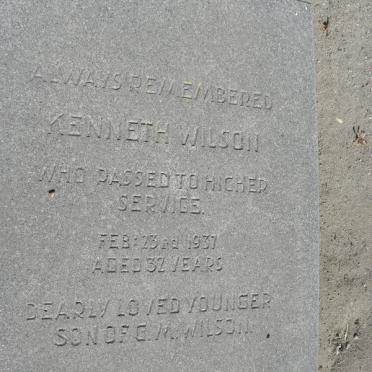 ALWAYS REMEMBERED
KENNETH WILSON
WHO PASSED TO HIGHER
SERVICE.
FEB: 23RD 1937
AGED 32 YEARS
DEARLY LOVED YOUNGER
SON OF G. M. WILSON.